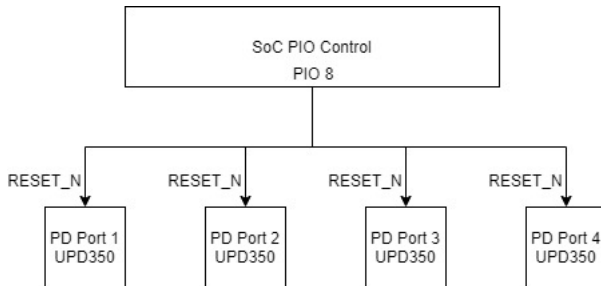 SoC PIO Control
PIO 8
RESET_N RESET_N RESET_N RESET_N
PD Port 1
UPD350
PD Port 2
UPD350
PD Port 3
UPD350
PD Port 4
UPD350